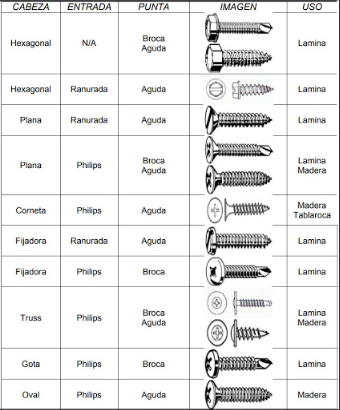 CABEZA ENTRADA PUNTA IMAGEN USO
Hexagonal N/A Broca Aguda Lamina
Hexagonal Ranurada Aguda Lamina
Plana Ranurada Aguda Lamina
Plana Philips Broca Aguda Lamina Madera
Corneta Philips Aguda Madera Tablaroca
Fijadora Ranurada Aguda Lamina
Fijadora Philips Broca Lamina
Truss Philips Broca Aguda Lamina Madera
Gota Philips Broca Lamina
Oval Philips Aguda Madera